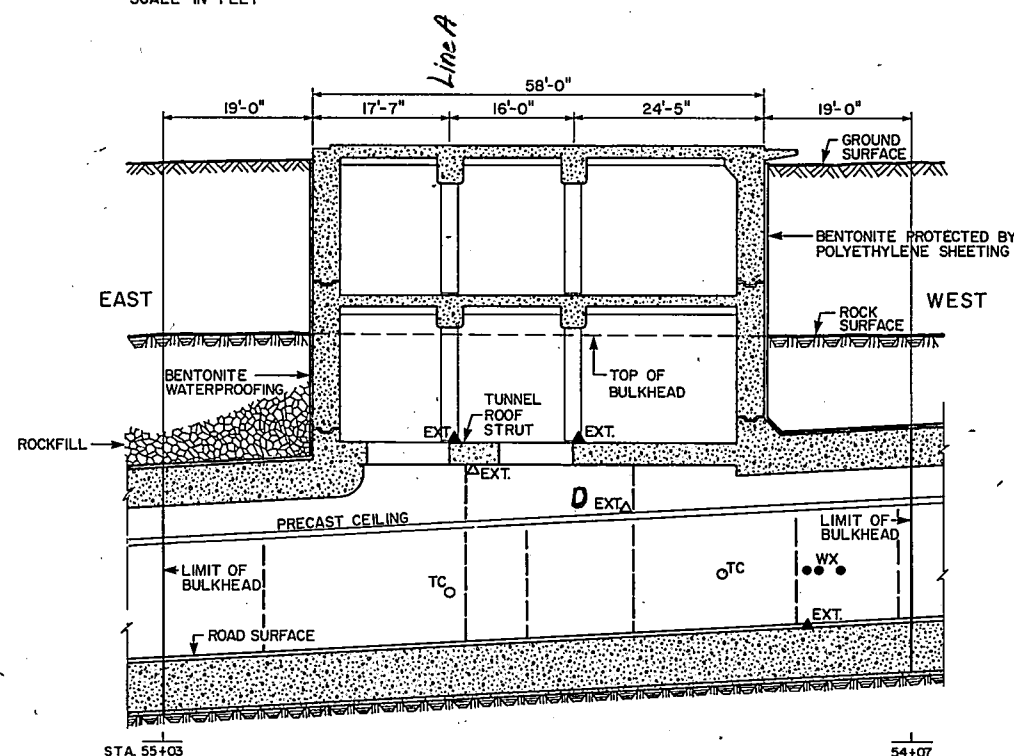 SCALE IN FEET
Line A
58'-0"
19'-0"
17'-7"
16'-0"
24'-5"
19'-0"
GROUND
SURFACE
BENTONITE PROTECTED BY
POLYETHYLENE SHEETING
EAST
WEST
ROCK
SURFACE
BENTONITE
WATERPROOFING
TOP OF
BULKHEAD
TUNNEL
ROOF
STRUT
ROCKFILL
EXT.
EXT.
EXT.
D EXT.
PRECAST CEILING
LIMIT OF
BULKHEAD
LIMIT OF
BULKHEAD
TC
TC
WX
EXT.
ROAD SURFACE
STA. 55+03
54+07